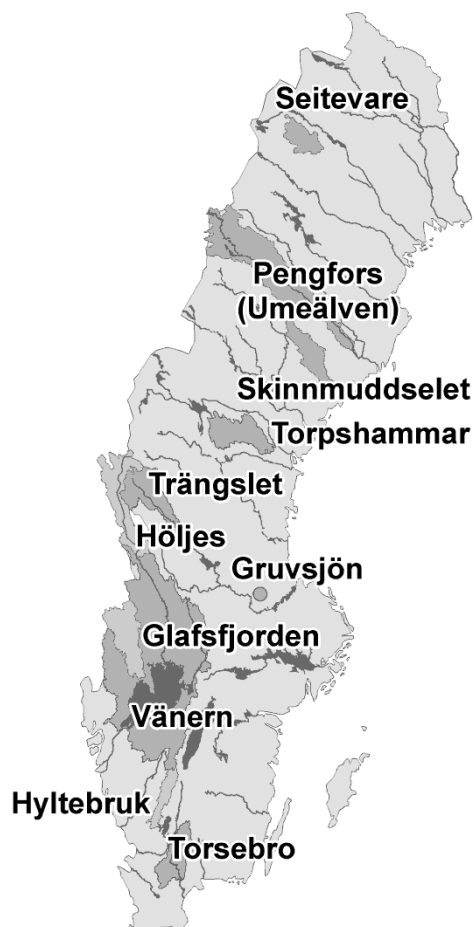 Seitevare
Pengfors
(Umeälven)
Skinnmuddselet
Torpshammar
Trängslet
Höljes
Gruvsjön
Glafsfjorden
Vänern
Hyltebruk
Torsebro